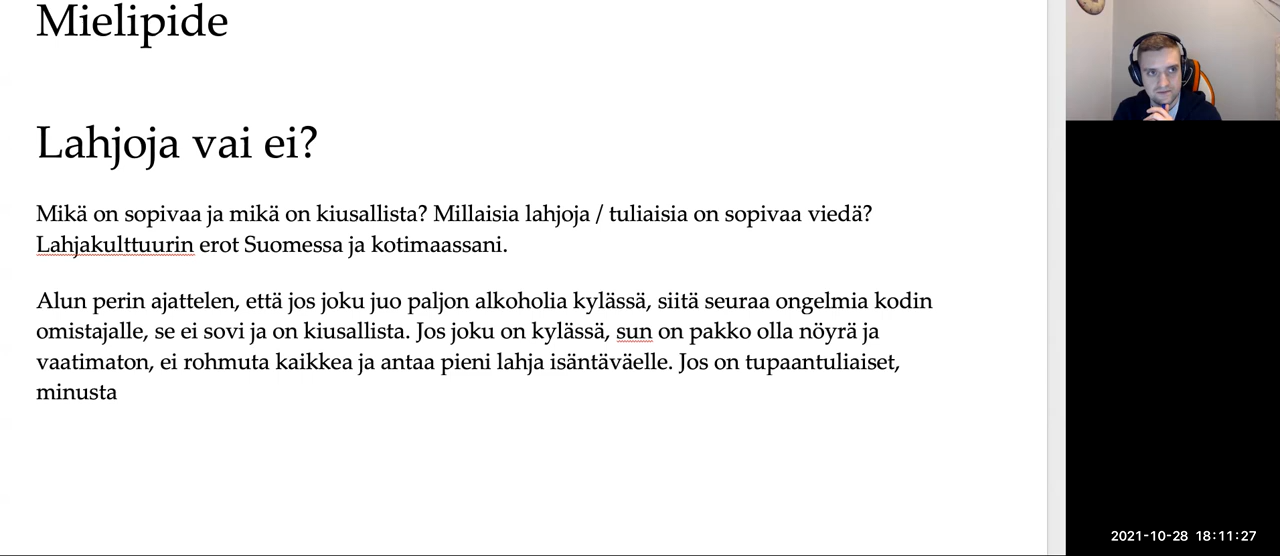 Mielipide
Lahjoja vai ei?
Mikä on sopivaa ja mikä on kiusallista? Millaisia lahjoja / tuliaisia on sopivaa viedä?
Lahjakulttuurin erot Suomessa ja kotimaassani.
Alun perin ajattelen, että jos joku juo paljon alkoholia kylässä, siitä seuraa ongelmia kodin
omistajalle, se ei sovi ja on kiusallista. Jos joku on kylässä, sun on pakko olla nöyrä ja
vaatimaton, ei rohmuta kaikkea ja antaa pieni lahja isäntäväelle. Jos on tupaantuliaiset,
minusta
2021-10-28 18:11:27